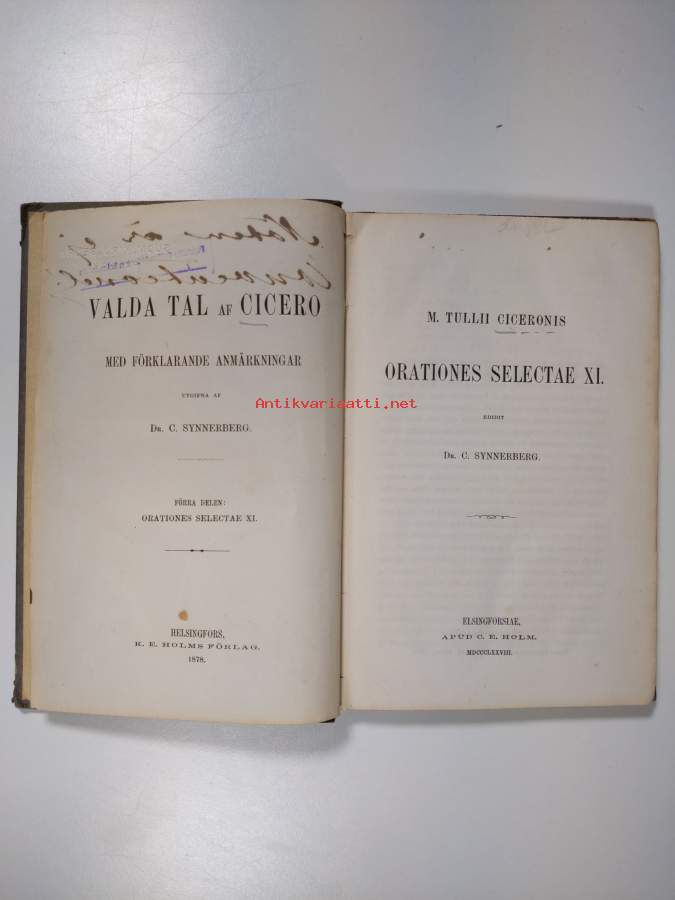 VALDA TAL AF CICERO
MED FÖRKLARANDE ANMÄRKNINGAR
UTGIFNA AF
DR. C. SYNNERBERG.
FÖRRA DELEN:
ORATIONES SELECTAE XI.
HELSINGFORS,
K. E. HOLMS FÖRLAG.
1878.
M. TULLII CICERONIS
ORATIONES SELECTAE XI.
EDIDIT
DR. C. SYNNERBERG.
ELSINGFORSIAE,
APUD C. E. HOLM.
MDCCCLXXVIII.
Antikvariaatti.net